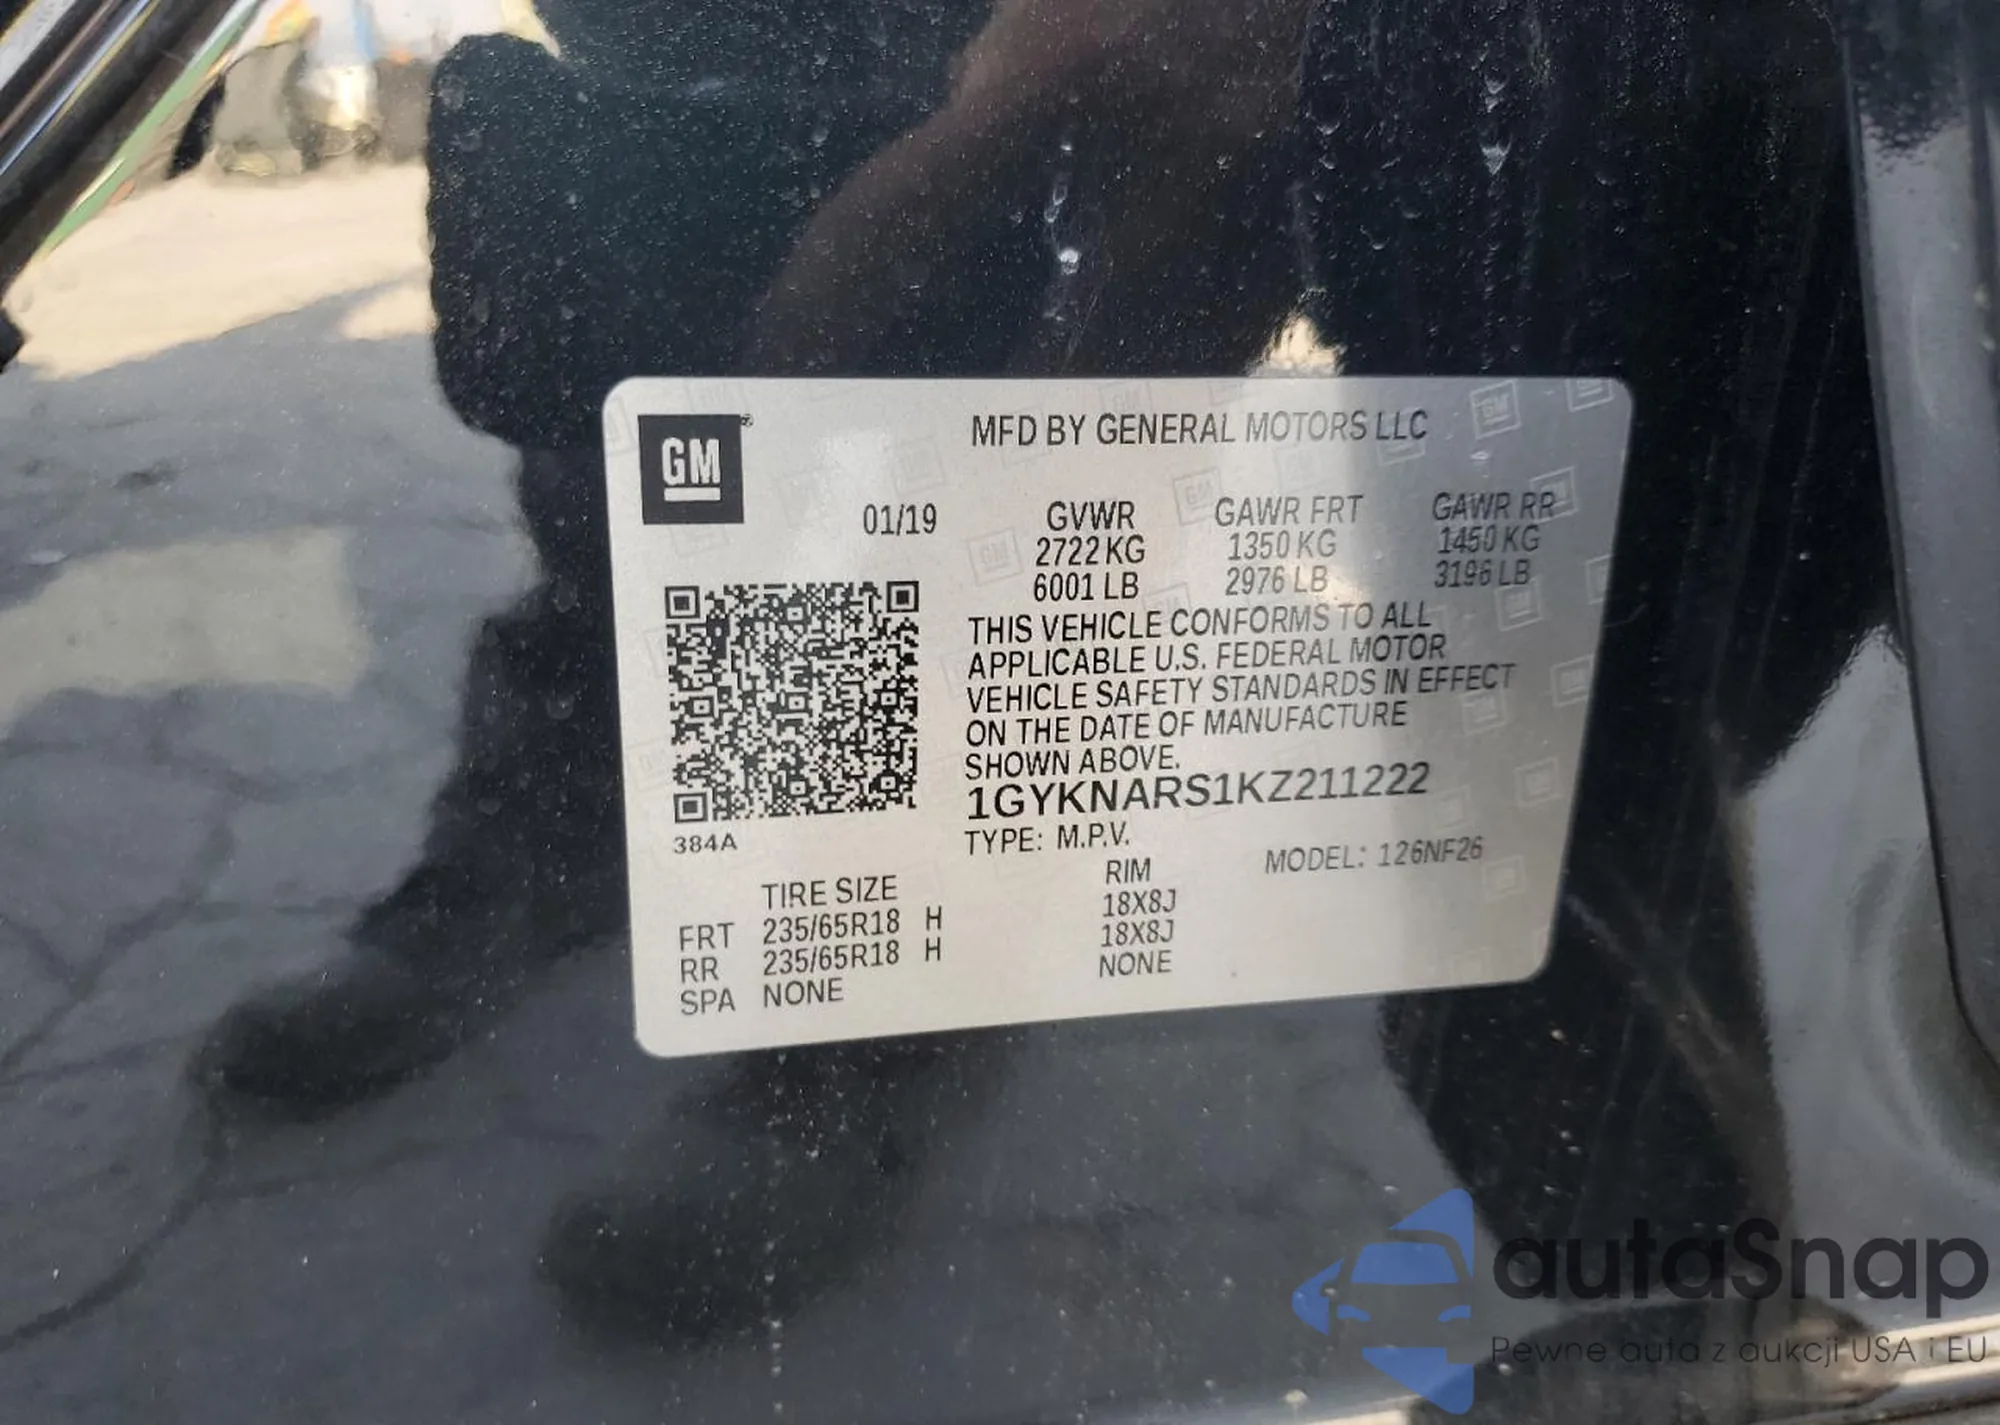 GM
MFD BY GENERAL MOTORS LLC
01/19 GVWR GAWR FRT GAWR RR
2722 KG 1350 KG 1450 KG
6001 LB 2976 LB 3196 LB
THIS VEHICLE CONFORMS TO ALL
APPLICABLE U.S. FEDERAL MOTOR
VEHICLE SAFETY STANDARDS IN EFFECT
ON THE DATE OF MANUFACTURE
SHOWN ABOVE.
1GYKNARS1KZ211222
384A
TYPE: M.P.V. MODEL: 126NF26
TIRE SIZE RIM
FRT 235/65R18 H 18X8J
RR 235/65R18 H 18X8J
SPA NONE NONE
autaSnap
Pewne auta z aukcji USA i EU